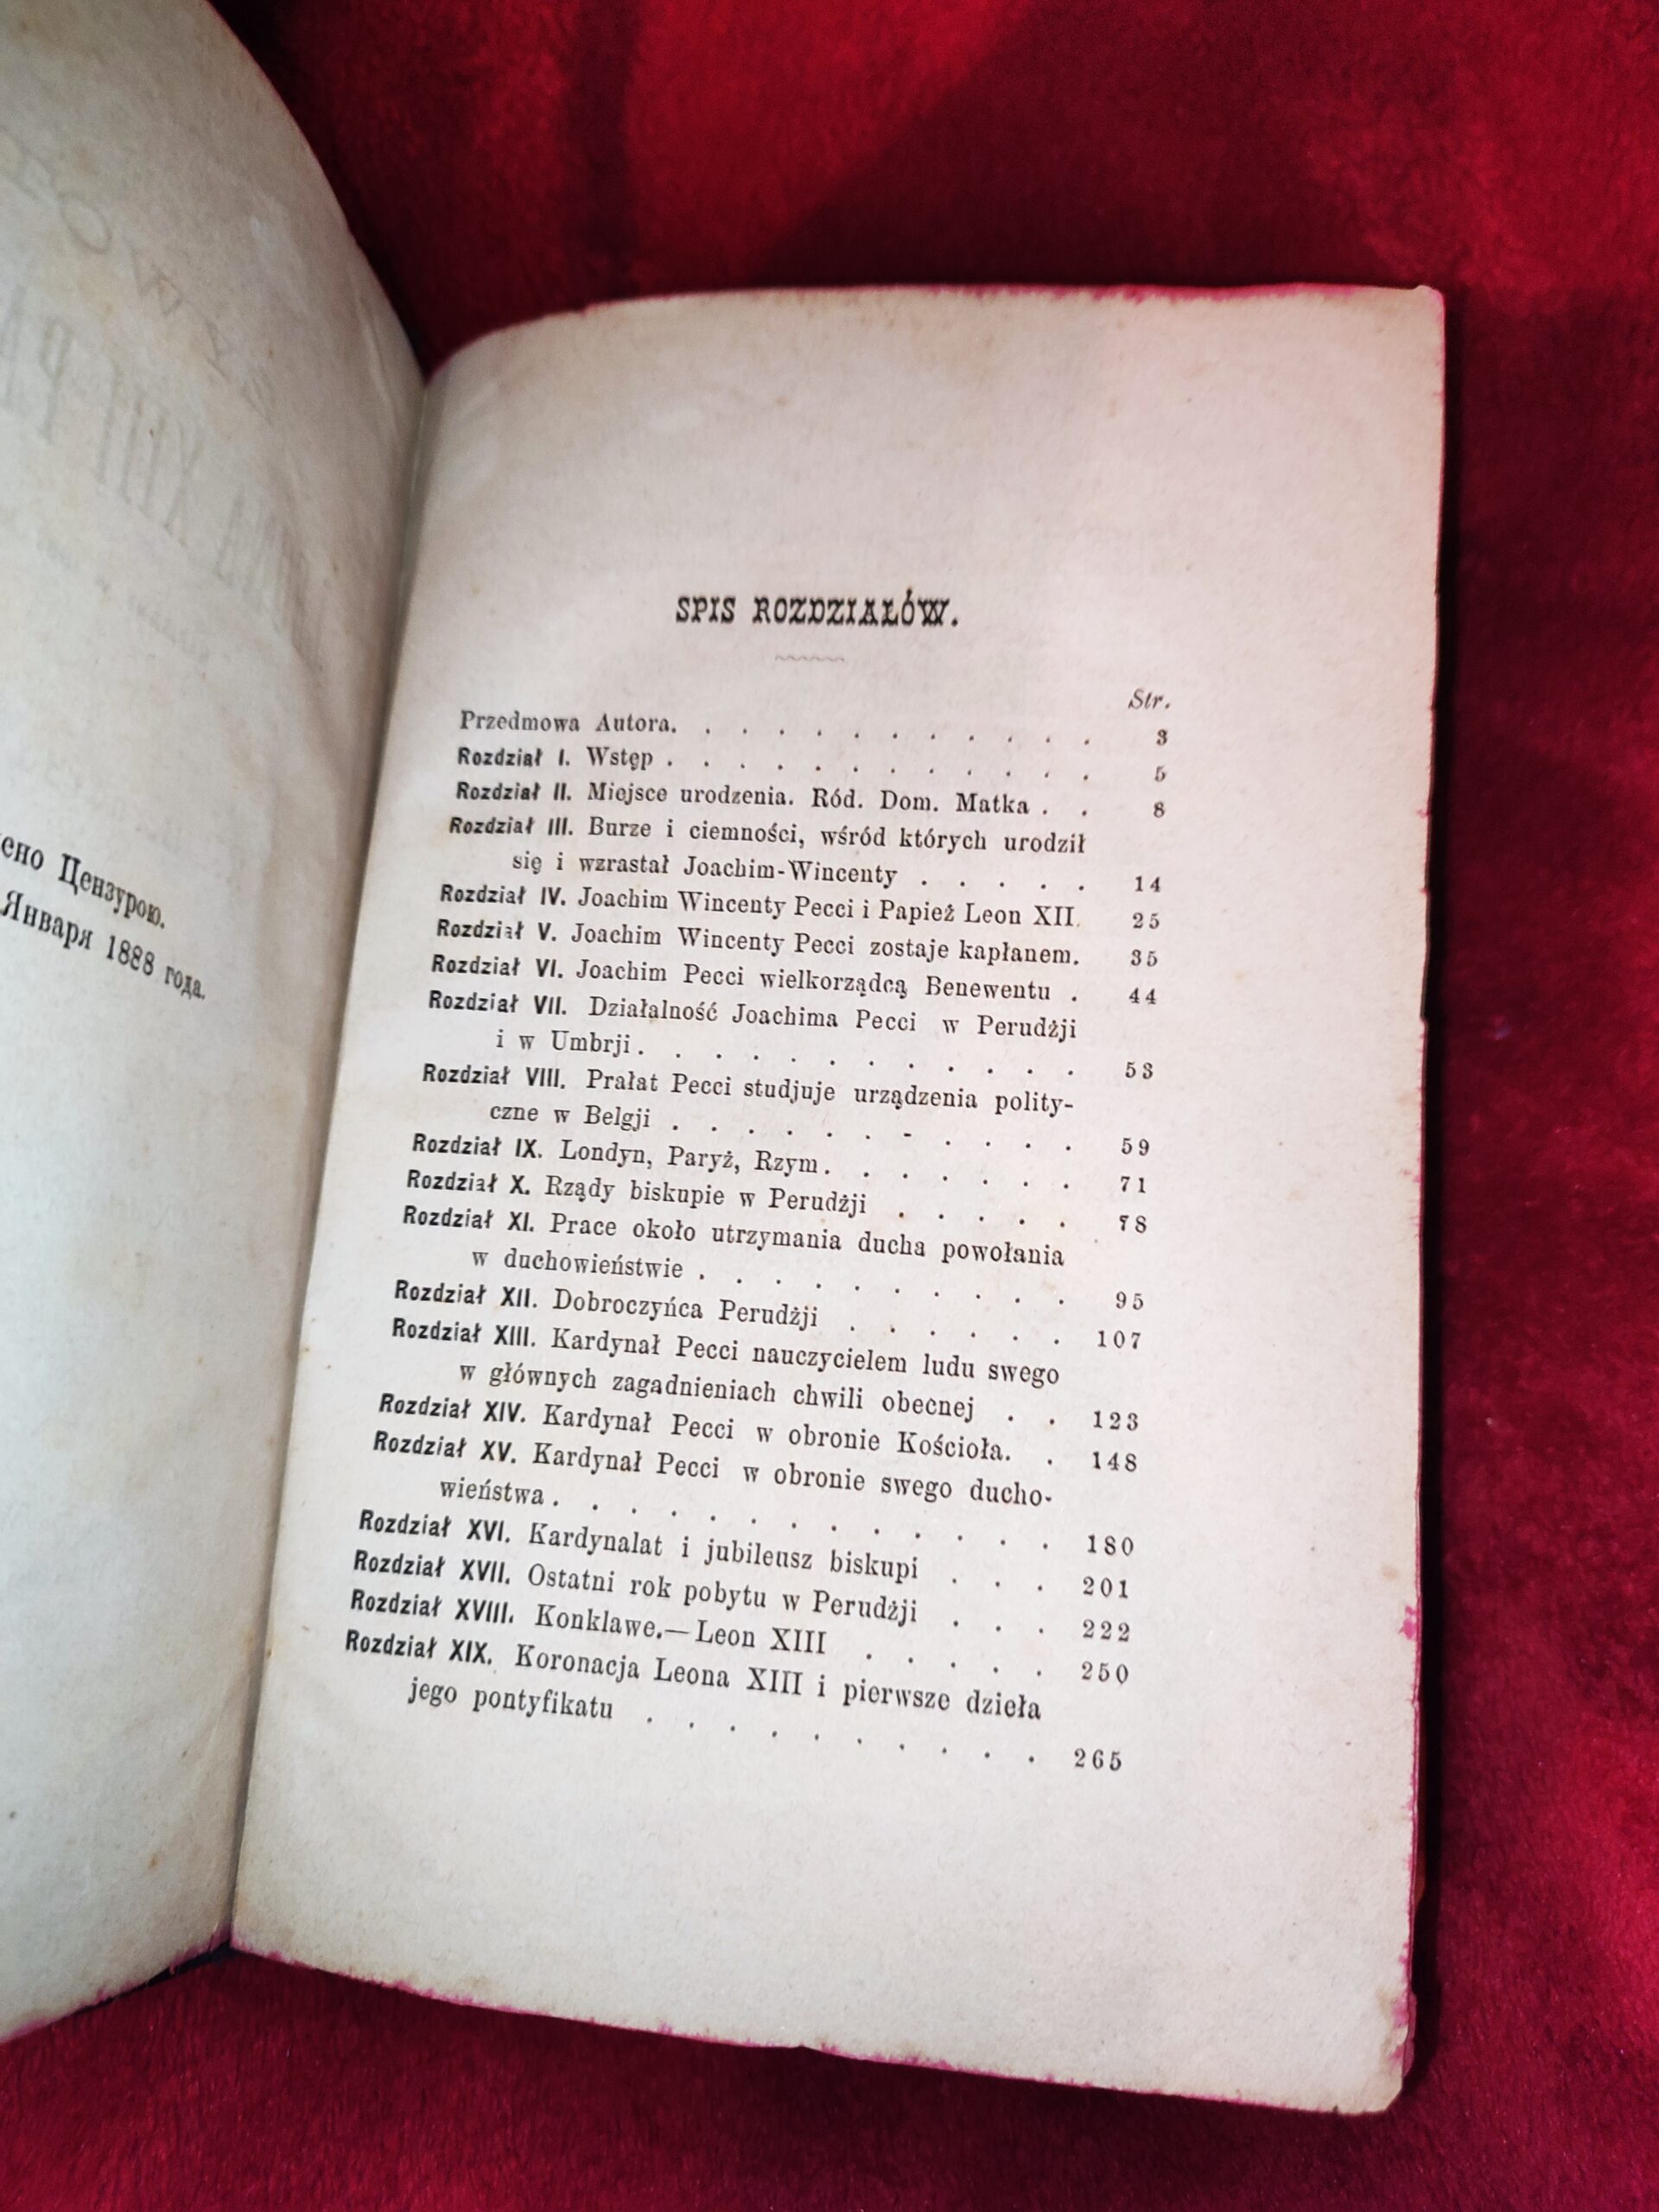 Цензурою.
Января 1888 года.
SPIS ROZDZIAŁÓW.
Str.
Przedmowa Autora. . . . . . . . . . . . 3
Rozdział I. Wstęp . . . . . . . . . . . . 5
Rozdział II. Miejsce urodzenia. Ród. Dom. Matka . . 8
Rozdział III. Burze i ciemności, wśród których urodził
się i wzrastał Joachim-Wincenty . . . . . 14
Rozdział IV. Joachim Wincenty Pecci i Papież Leon XII. 25
Rozdział V. Joachim Wincenty Pecci zostaje kapłanem. 35
Rozdział VI. Joachim Pecci wielkorządcą Benewentu . 44
Rozdział VII. Działalność Joachima Pecci w Perudżji
i w Umbrji. . . . . . . . . . . . 53
Rozdział VIII. Prałat Pecci studjuje urządzenia polity-
czne w Belgji . . . . . . . . . . . 59
Rozdział IX. Londyn, Paryż, Rzym. . . . . . . 71
Rozdział X. Rządy biskupie w Perudżji . . . . . 78
Rozdział XI. Prace około utrzymania ducha powołania
w duchowieństwie . . . . . . . . . . 95
Rozdział XII. Dobroczyńca Perudżji . . . . . . 107
Rozdział XIII. Kardynał Pecci nauczycielem ludu swego
w głównych zagadnieniach chwili obecnej . . 123
Rozdział XIV. Kardynał Pecci w obronie Kościoła. . 148
Rozdział XV. Kardynał Pecci w obronie swego ducho-
wieństwa . . . . . . . . . . . . . 180
Rozdział XVI. Kardynalat i jubileusz biskupi . . . 201
Rozdział XVII. Ostatni rok pobytu w Perudżji . . . 222
Rozdział XVIII. Konklawe.—Leon XIII . . . . . 250
Rozdział XIX. Koronacja Leona XIII i pierwsze dzieła
jego pontyfikatu . . . . . . . . . . 265